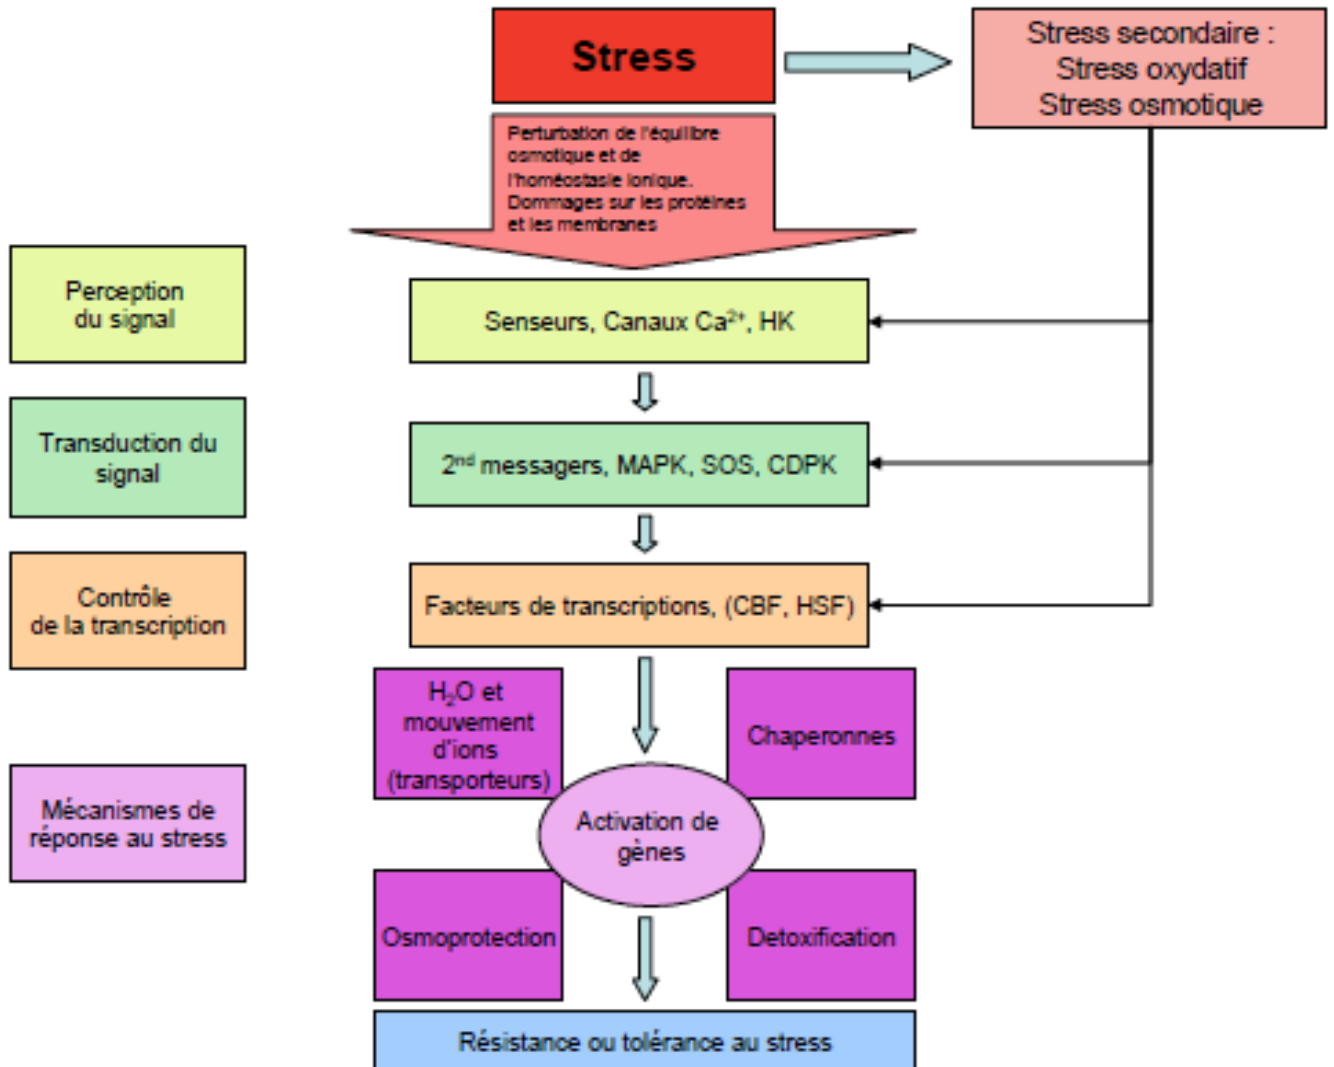 Stress
Stress secondaire :
Stress oxydatif
Stress osmotique
Perturbation de l'équilibre
osmotique et de
l'homéostasie ionique.
Dommages sur les protéines
et les membranes
Perception
du signal
Senseurs, Canaux Ca²⁺, HK
Transduction du
signal
2ⁿᵈ messagers, MAPK, SOS, CDPK
Contrôle
de la transcription
Facteurs de transcriptions, (CBF, HSF)
H₂O et
mouvement
d'ions
(transporteurs)
Chaperonnes
Mécanismes de
réponse au stress
Activation de
gènes
Osmoprotection
Detoxification
Résistance ou tolérance au stress